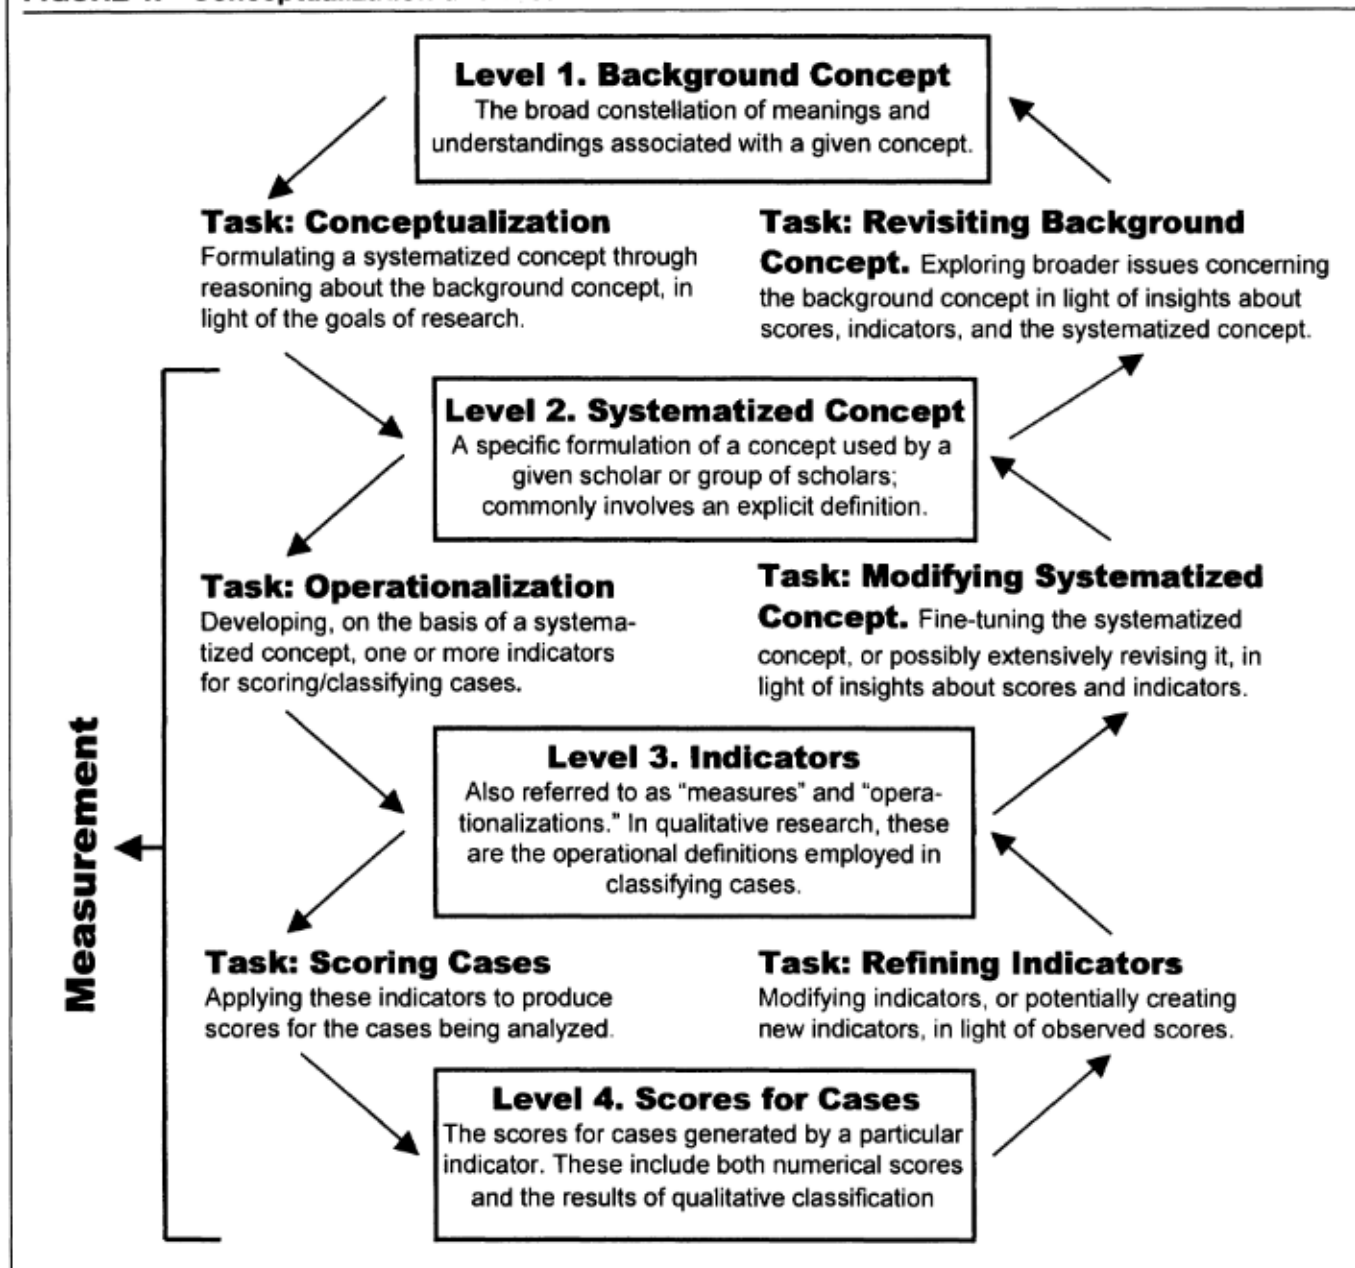 Level 1. Background Concept
The broad constellation of meanings and
understandings associated with a given concept.
Task: Conceptualization
Formulating a systematized concept through
reasoning about the background concept, in
light of the goals of research.
Task: Revisiting Background
Concept. Exploring broader issues concerning
the background concept in light of insights about
scores, indicators, and the systematized concept.
Level 2. Systematized Concept
A specific formulation of a concept used by a
given scholar or group of scholars;
commonly involves an explicit definition.
Task: Operationalization
Developing, on the basis of a systema-
tized concept, one or more indicators
for scoring/classifying cases.
Task: Modifying Systematized
Concept. Fine-tuning the systematized
concept, or possibly extensively revising it, in
light of insights about scores and indicators.
Measurement
Level 3. Indicators
Also referred to as “measures” and “opera-
tionalizations.” In qualitative research, these
are the operational definitions employed in
classifying cases.
Task: Scoring Cases
Applying these indicators to produce
scores for the cases being analyzed.
Task: Refining Indicators
Modifying indicators, or potentially creating
new indicators, in light of observed scores.
Level 4. Scores for Cases
The scores for cases generated by a particular
indicator. These include both numerical scores
and the results of qualitative classification